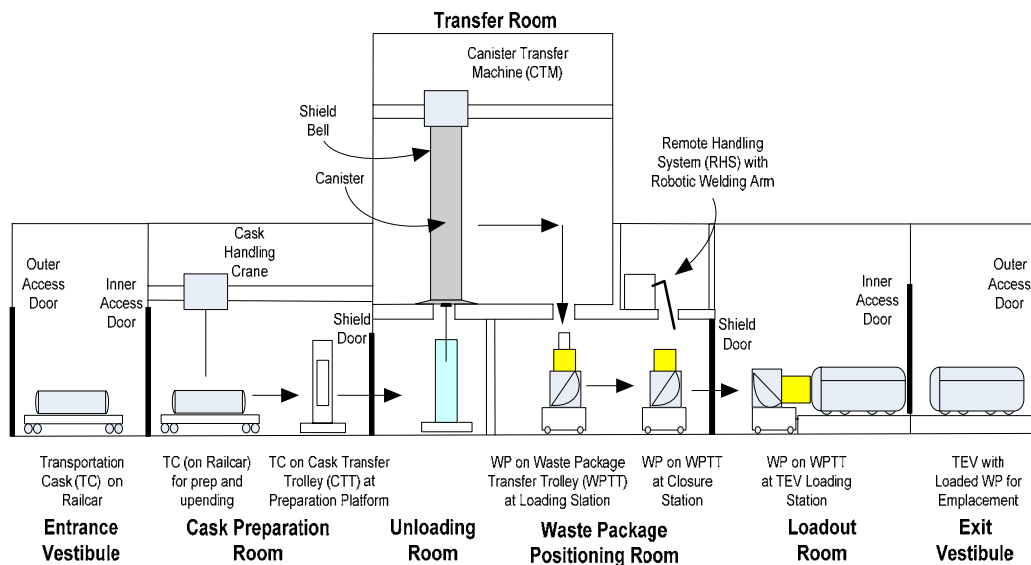 Transfer Room
Canister Transfer
Machine (CTM)
Shield
Bell
Canister
Remote Handling
System (RHS) with
Robotic Welding Arm
Cask
Handling
Crane
Outer
Access
Door
Inner
Access
Door
Shield
Door
Shield
Door
Inner
Access
Door
Outer
Access
Door
Transportation
Cask (TC) on
Railcar
TC (on Railcar)
for prep and
upending
TC on Cask Transfer
Trolley (CTT) at
Preparation Platform
WP on Waste Package
Transfer Trolley (WPTT)
at Loading Station
WP on WPTT
at Closure
Station
WP on WPTT
at TEV Loading
Station
TEV with
Loaded WP for
Emplacement
Entrance
Vestibule
Cask Preparation
Room
Unloading
Room
Waste Package
Positioning Room
Loadout
Room
Exit
Vestibule